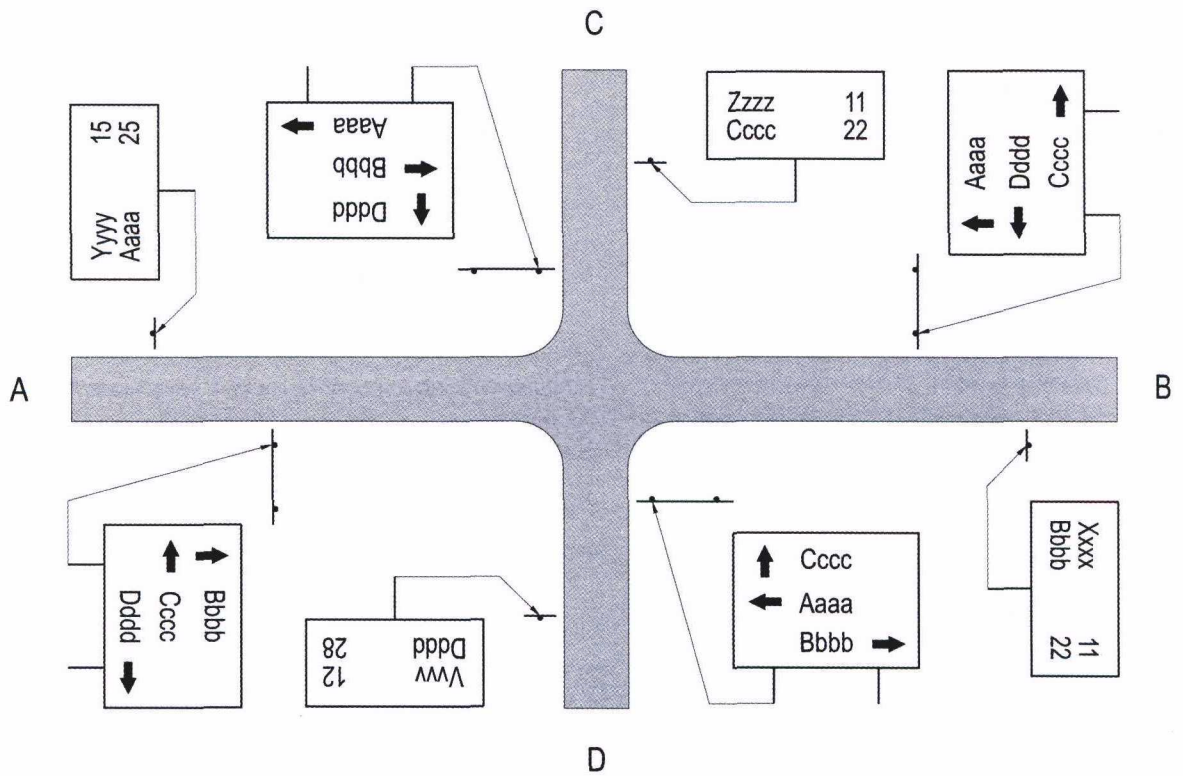 C
Yyyy 15
Aaaa 25
Dddd
Bbbb
Aaaa
Zzzz 11
Cccc 22
Aaaa
Dddd
Cccc
A
B
Bbbb
Cccc
Dddd
Vvvv 12
Dddd 28
Cccc
Aaaa
Bbbb
Xxxx 11
Bbbb 22
D